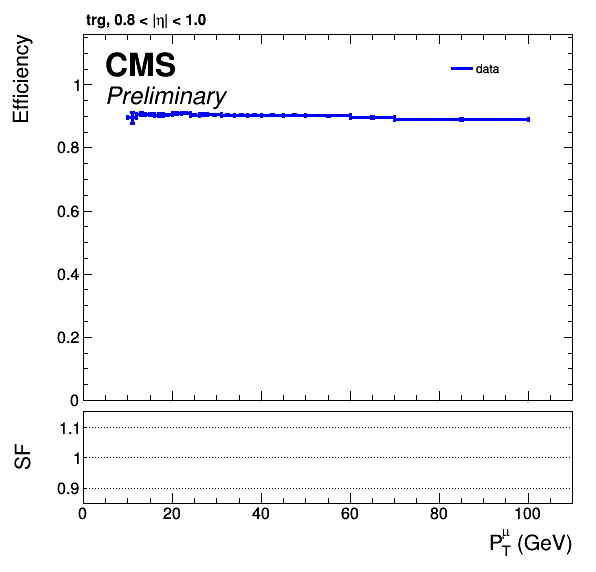 trg, 0.8 < |η| < 1.0
CMS
Preliminary
data
Efficiency
1
0.8
0.6
0.4
0.2
0
SF
1.1
1
0.9
0 20 40 60 80 100
P_T^μ (GeV)